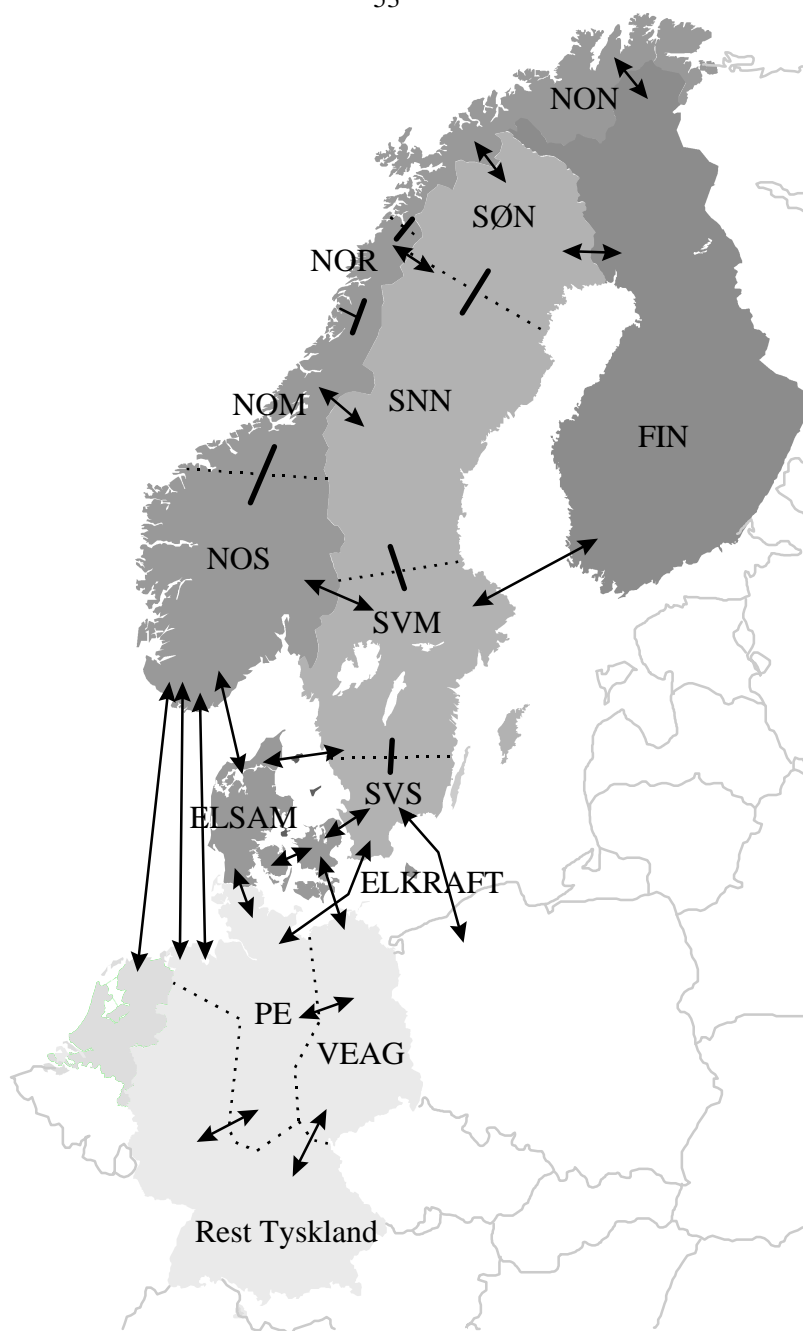 NON
SØN
NOR
NOM
SNN
FIN
NOS
SVM
SVS
ELSAM
ELKRAFT
PE
VEAG
Rest Tyskland